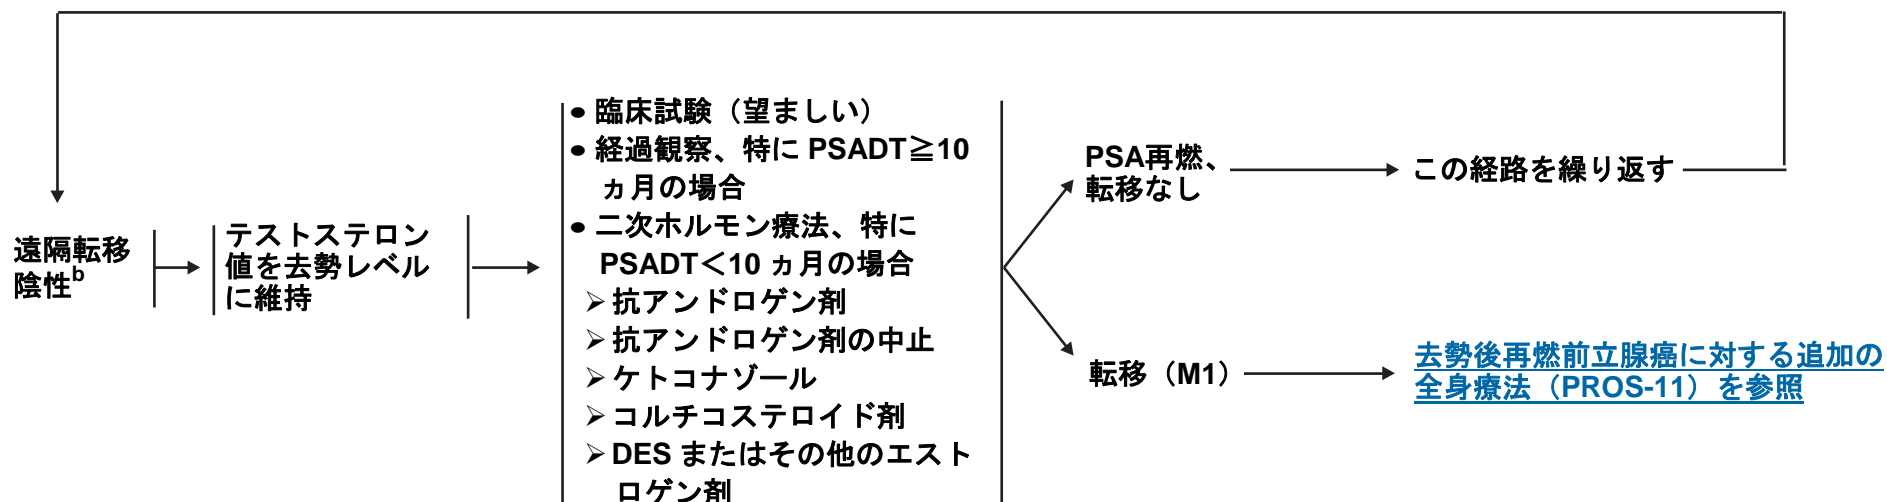 遠隔転移
陰性b
テストステロン
値を去勢レベル
に維持
● 臨床試験（望ましい）
● 経過観察、特に PSADT≧10
ヵ月の場合
● 二次ホルモン療法、特に
PSADT＜10 ヵ月の場合
➢ 抗アンドロゲン剤
➢ 抗アンドロゲン剤の中止
➢ ケトコナゾール
➢ コルチコステロイド剤
➢ DES またはその他のエスト
ロゲン剤
PSA再燃、
転移なし
この経路を繰り返す
転移（M1）
去勢後再燃前立腺癌に対する追加の
全身療法（PROS-11）を参照